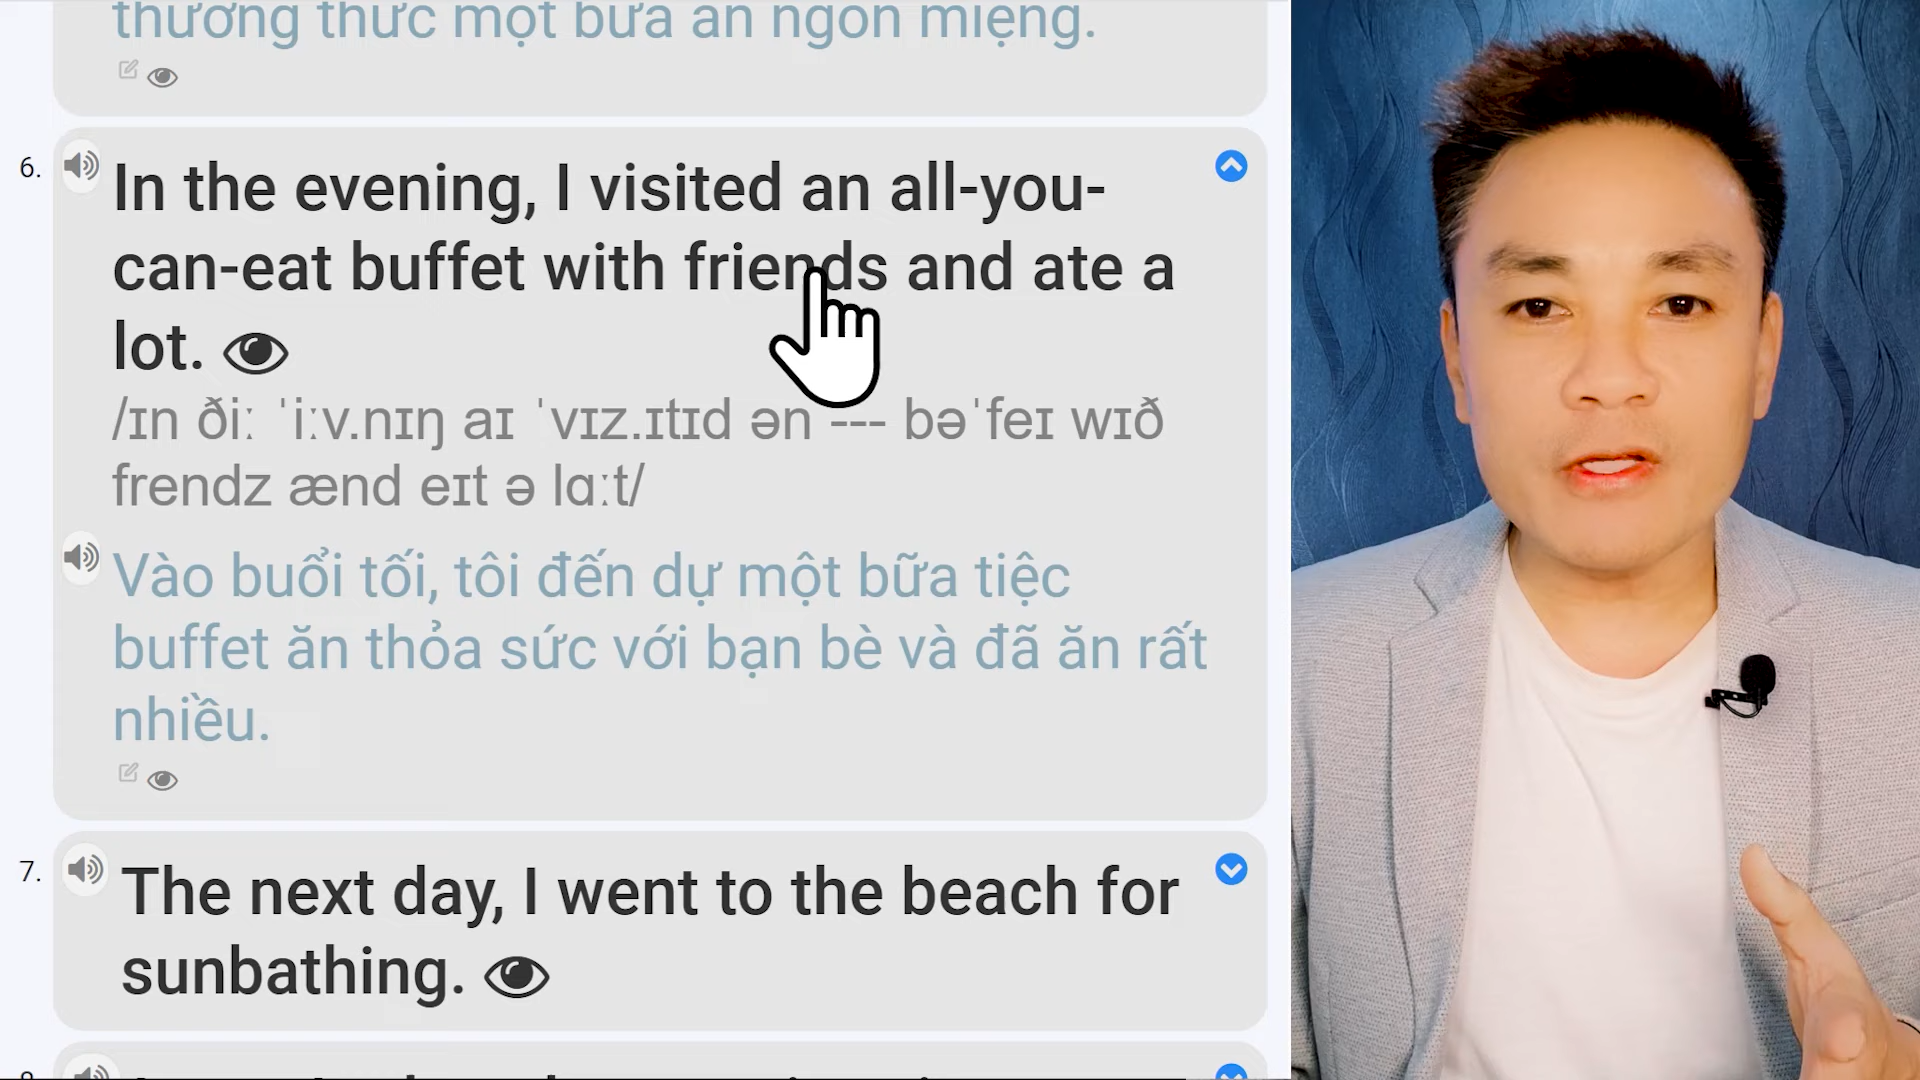 thưởng thức một bữa ăn ngon miệng.
6.
In the evening, I visited an all-you-
can-eat buffet with friends and ate a
lot.
/ɪn ðiː ˈiːv.nɪŋ aɪ ˈvɪz.ɪtɪd ən --- bəˈfeɪ wɪð
frendz ænd eɪt ə lɑːt/
Vào buổi tối, tôi đến dự một bữa tiệc
buffet ăn thỏa sức với bạn bè và đã ăn rất
nhiều.
7.
The next day, I went to the beach for
sunbathing.